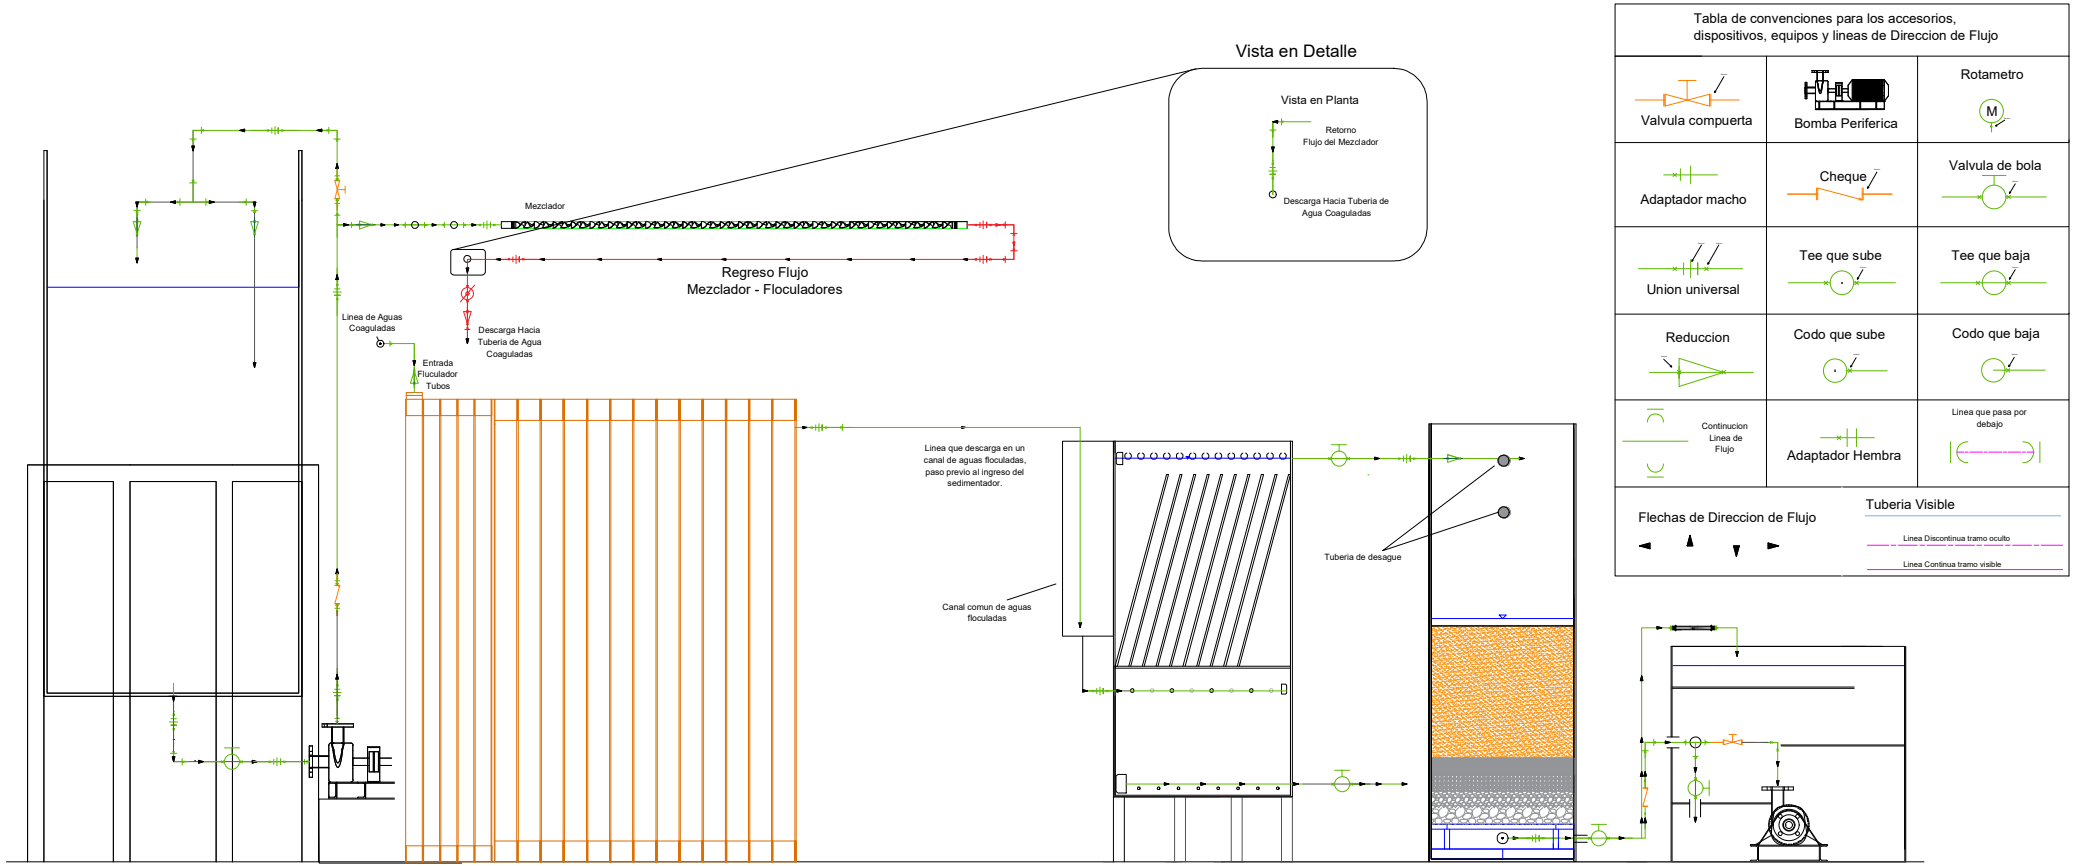 Vista en Detalle
Vista en Planta
Retorno
Flujo del Mezclador
Descarga Hacia Tuberia de
Agua Coaguladas
Mezclador
Regreso Flujo
Mezclador - Floculadores
Linea de Aguas
Coaguladas
Descarga Hacia
Tuberia de Agua
Coaguladas
Entrada
Fluculador
Tubos
Linea que descarga en un
canal de aguas floculadas,
paso previo al ingreso del
sedimentador.
Canal comun de aguas
floculadas
Tuberia de desague
Tabla de convenciones para los accesorios,
dispositivos, equipos y lineas de Direccion de Flujo
Valvula compuerta
Bomba Periferica
Rotametro
M
Adaptador macho
Cheque
Valvula de bola
Union universal
Tee que sube
Tee que baja
Reduccion
Codo que sube
Codo que baja
Continucion
Linea de
Flujo
Adaptador Hembra
Linea que pasa por
debajo
Flechas de Direccion de Flujo
Tuberia Visible
Linea Discontinua tramo oculto
Linea Continua tramo visible